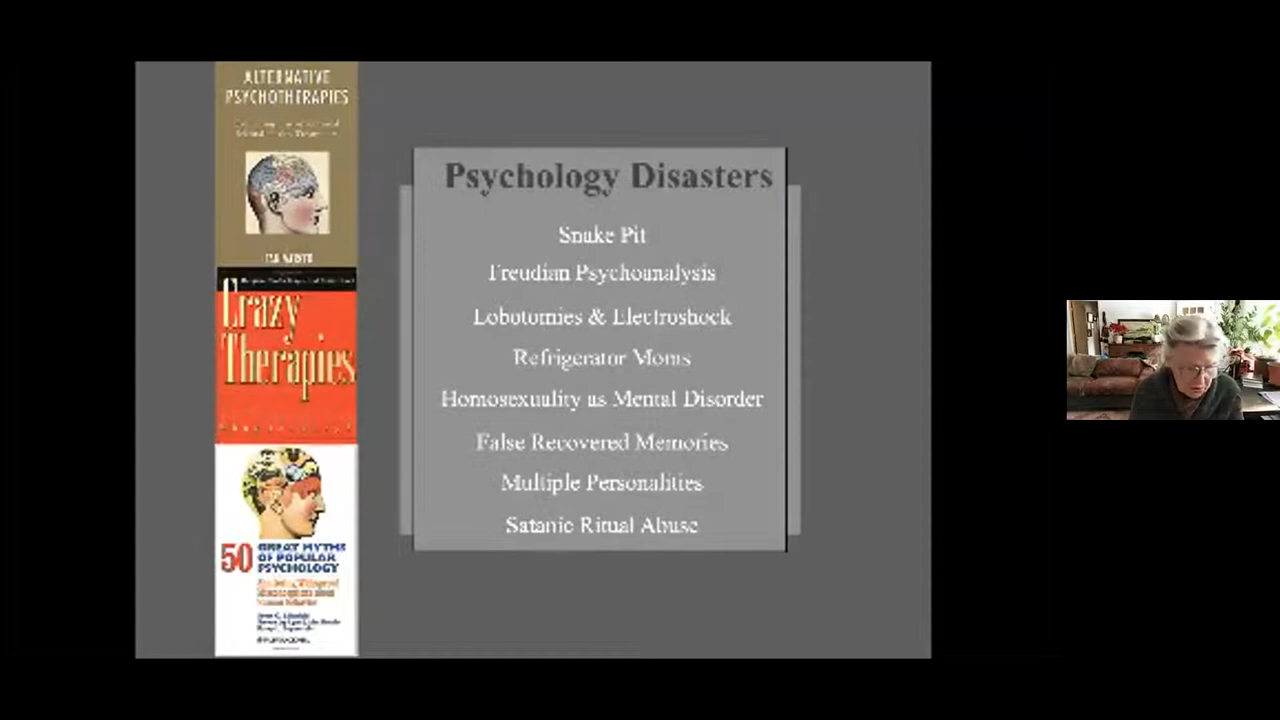 ALTERNATIVE
PSYCHOTHERAPIES
Crazy
Therapies
50
GREAT MYTHS
OF POPULAR
PSYCHOLOGY
Psychology Disasters
Snake Pit
Freudian Psychoanalysis
Lobotomies & Electroshock
Refrigerator Moms
Homosexuality as Mental Disorder
False Recovered Memories
Multiple Personalities
Satanic Ritual Abuse